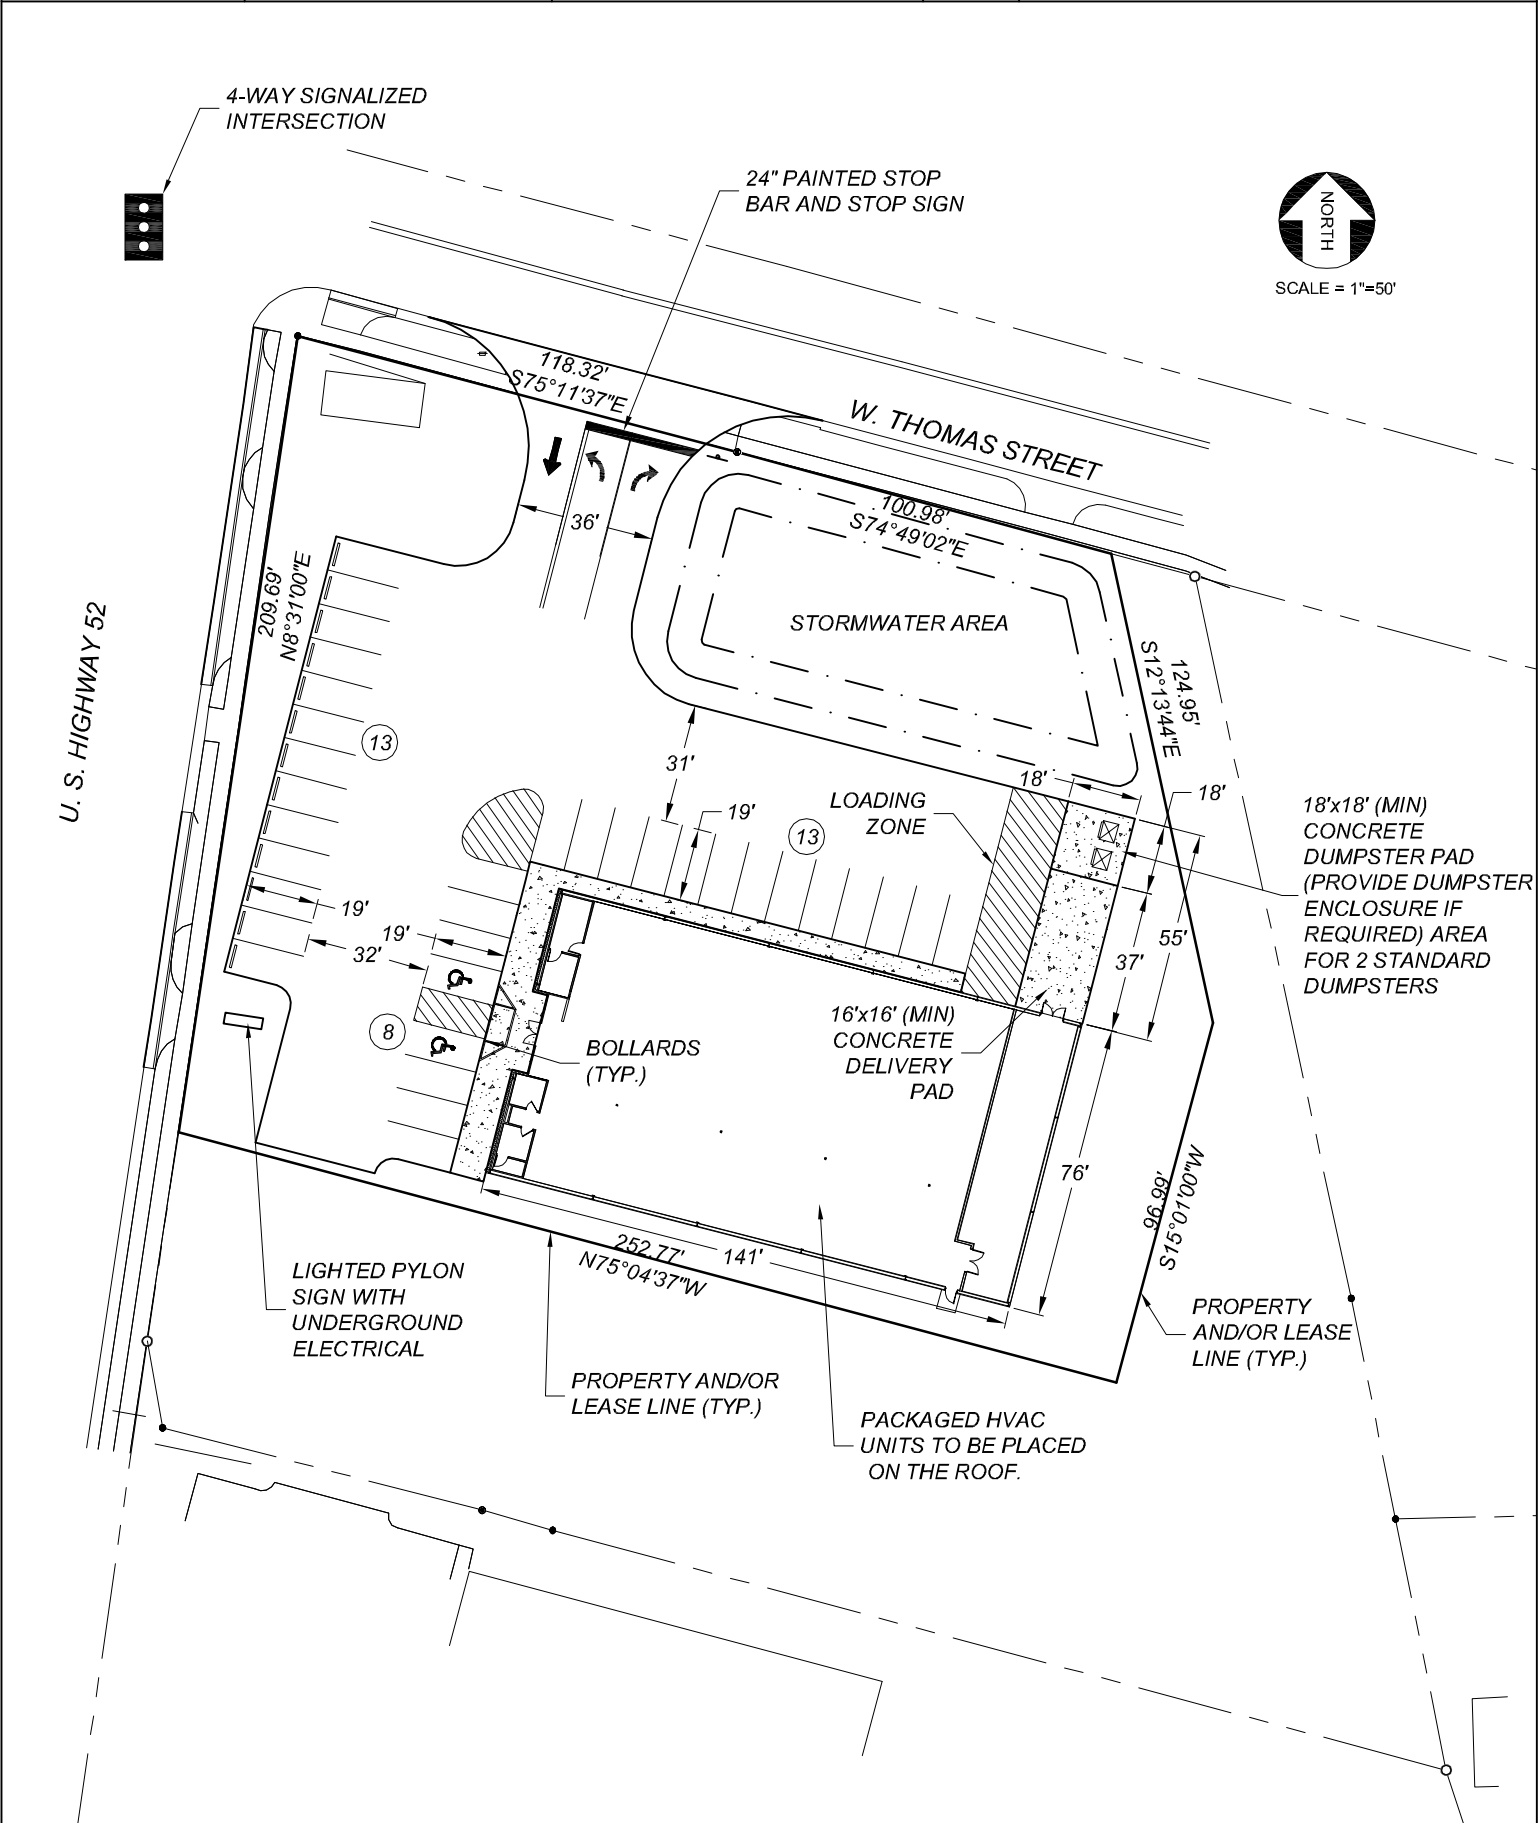 4-WAY SIGNALIZED
INTERSECTION
24" PAINTED STOP
BAR AND STOP SIGN
NORTH
SCALE = 1"=50'
118.32'
S75°11'37"E
W. THOMAS STREET
100.98'
S74°49'02"E
36'
209.69'
N8°31'00"E
STORMWATER AREA
U. S. HIGHWAY 52
124.95'
S12°13'44"E
13
31'
18'
18'
19'
LOADING
ZONE
13
18'x18' (MIN)
CONCRETE
DUMPSTER PAD
(PROVIDE DUMPSTER
ENCLOSURE IF
REQUIRED) AREA
FOR 2 STANDARD
DUMPSTERS
19'
19'
32'
55'
37'
8
16'x16' (MIN)
CONCRETE
DELIVERY
PAD
BOLLARDS
(TYP.)
76'
96.99'
S15°01'00"W
252.77'
N75°04'37"W
141'
LIGHTED PYLON
SIGN WITH
UNDERGROUND
ELECTRICAL
PROPERTY
AND/OR LEASE
LINE (TYP.)
PROPERTY AND/OR
LEASE LINE (TYP.)
PACKAGED HVAC
UNITS TO BE PLACED
ON THE ROOF.